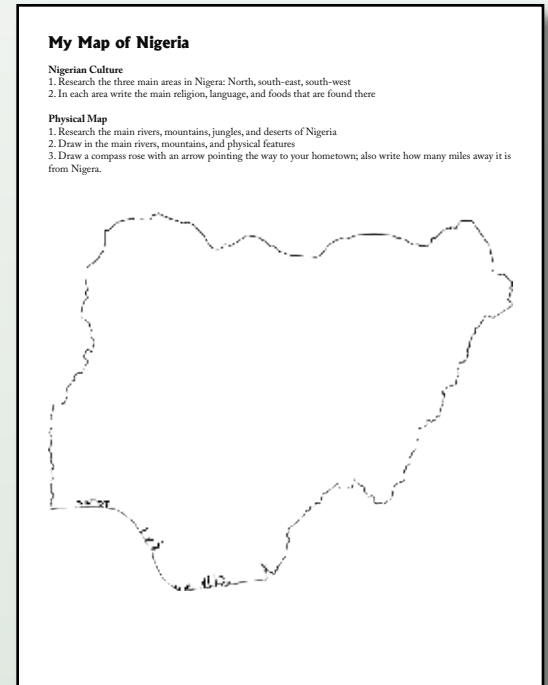 My Map of Nigeria
Nigerian Culture
1. Research the three main areas in Nigera: North, south-east, south-west
2. In each area write the main religion, language, and foods that are found there
Physical Map
1. Research the main rivers, mountains, jungles, and deserts of Nigeria
2. Draw in the main rivers, mountains, and physical features
3. Draw a compass rose with an arrow pointing the way to your hometown; also write how many miles away it is
from Nigera.